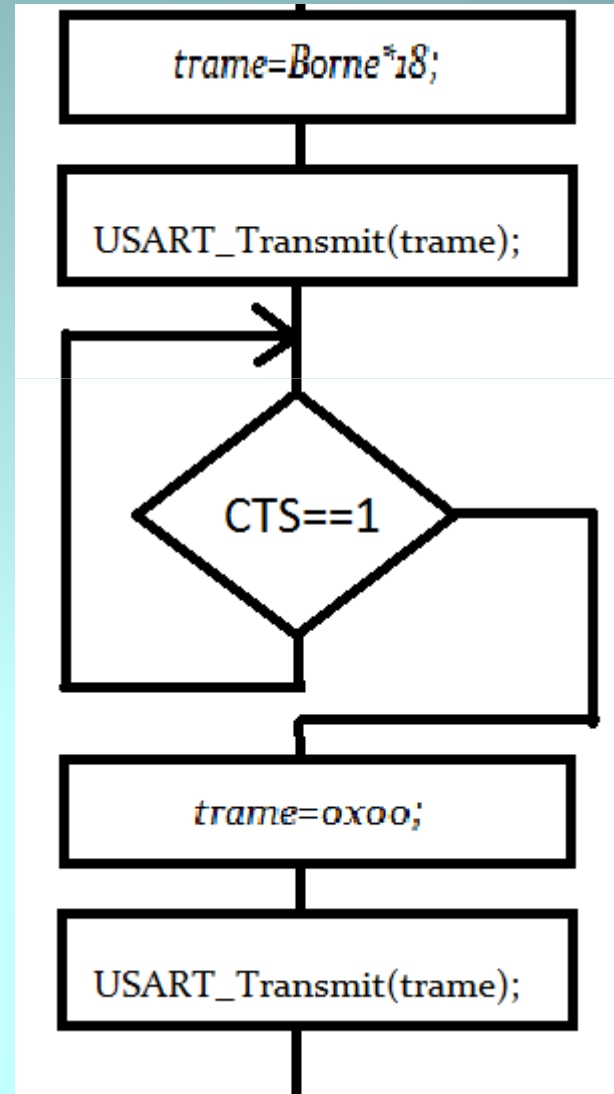 trame=Borne*18;
USART_Transmit(trame);
CTS==1
trame=0x00;
USART_Transmit(trame);